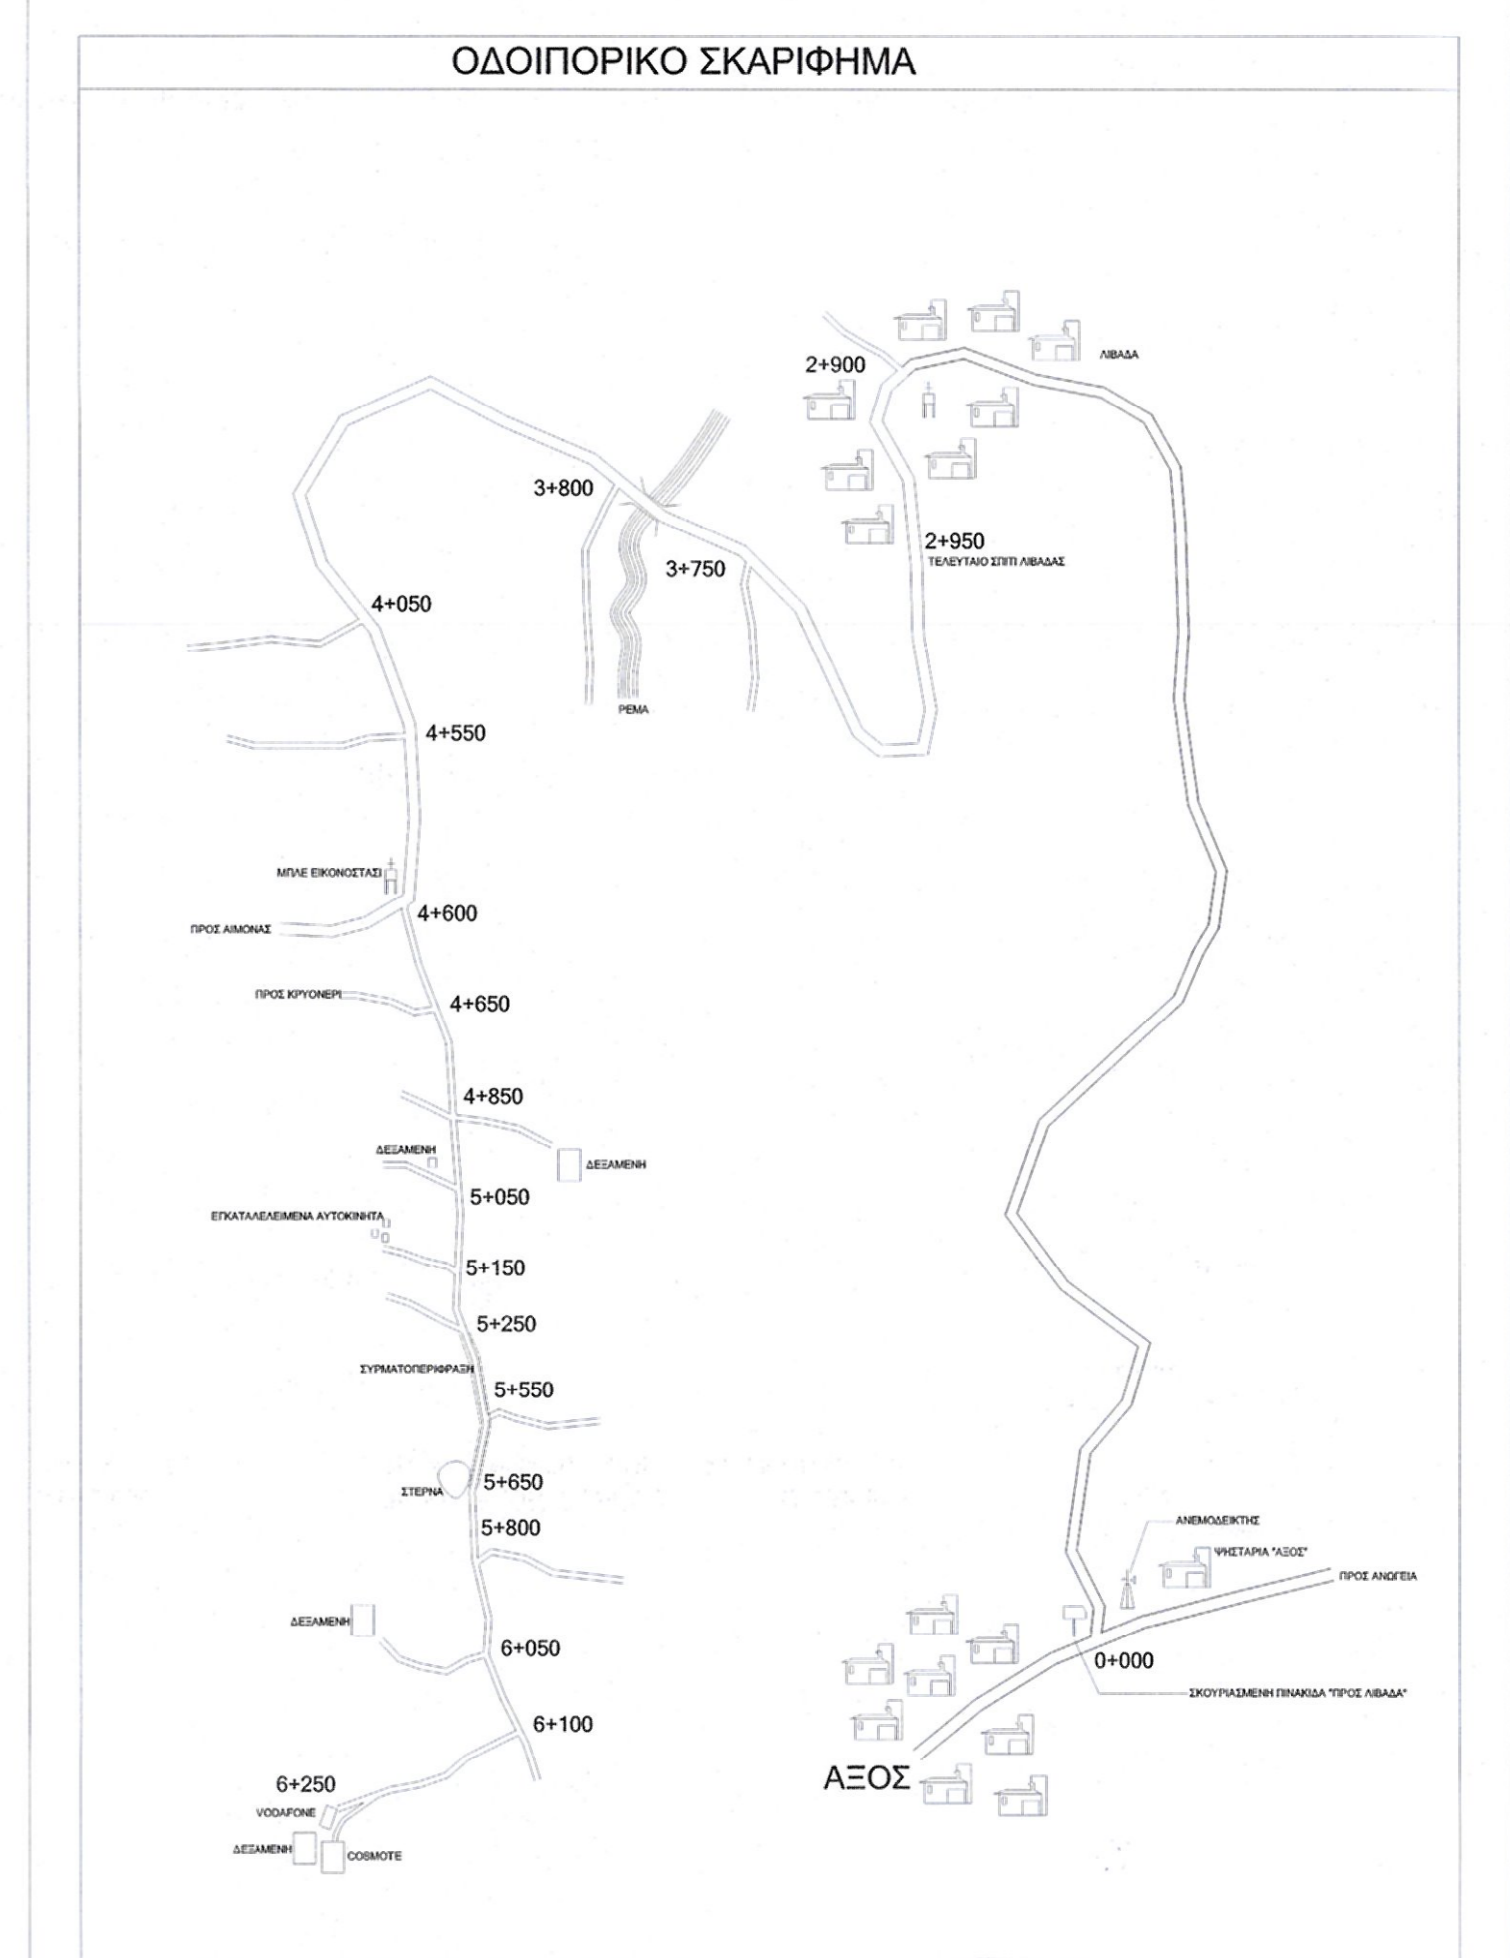 ΟΔΟΙΠΟΡΙΚΟ ΣΚΑΡΙΦΗΜΑ
ΛΙΒΑΔΑ
2+900
3+800
2+950
ΤΕΛΕΥΤΑΙΟ ΣΠΙΤΙ ΛΙΒΑΔΑΣ
3+750
4+050
ΡΕΜΑ
4+550
ΜΠΛΕ ΕΙΚΟΝΟΣΤΑΣΙ
4+600
ΠΡΟΣ ΑΙΜΟΝΑΣ
ΠΡΟΣ ΚΡΥΟΝΕΡΙ
4+650
4+850
ΔΕΞΑΜΕΝΗ
ΔΕΞΑΜΕΝΗ
5+050
ΕΓΚΑΤΑΛΕΛΕΙΜΕΝΑ ΑΥΤΟΚΙΝΗΤΑ
5+150
5+250
ΣΥΡΜΑΤΟΠΕΡΙΦΡΑΞΗ
5+550
5+650
ΣΤΕΡΝΑ
5+800
ΑΝΕΜΟΔΕΙΚΤΗΣ
ΨΗΣΤΑΡΙΑ "ΑΞΟΣ"
ΠΡΟΣ ΑΝΩΓΕΙΑ
ΔΕΞΑΜΕΝΗ
6+050
0+000
ΣΚΟΥΡΙΑΣΜΕΝΗ ΠΙΝΑΚΙΔΑ "ΠΡΟΣ ΛΙΒΑΔΑ"
6+100
ΑΞΟΣ
6+250
VODAFONE
ΔΕΞΑΜΕΝΗ
COSMOTE